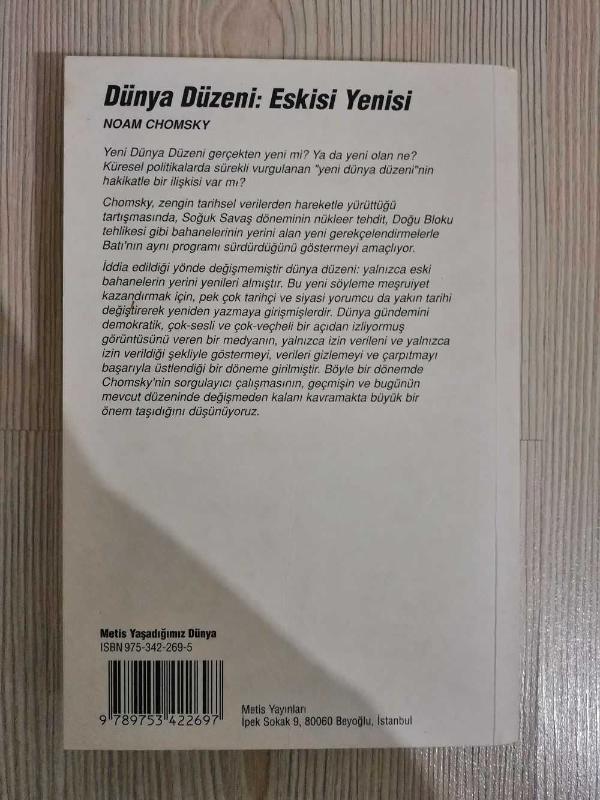 Dünya Düzeni: Eskisi Yenisi
NOAM CHOMSKY
Yeni Dünya Düzeni gerçekten yeni mi? Ya da yeni olan ne?
Küresel politikalarda sürekli vurgulanan "yeni dünya düzeni"nin
hakikatle bir ilişkisi var mı?
Chomsky, zengin tarihsel verilerden hareketle yürüttüğü
tartışmasında, Soğuk Savaş döneminin nükleer tehdit, Doğu Bloku
tehlikesi gibi bahanelerinin yerini alan yeni gerekçelendirmelerle
Batı'nın aynı programı sürdürdüğünü göstermeyi amaçlıyor.
İddia edildiği yönde değişmemiştir dünya düzeni: yalnızca eski
bahanelerin yerini yenileri almıştır. Bu yeni söyleme meşruiyet
kazandırmak için, pek çok tarihçi ve siyasi yorumcu da yakın tarihi
değiştirerek yeniden yazmaya girişmişlerdir. Dünya gündemini
demokratik, çok-sesli ve çok-veçheli bir açıdan izliyormuş
görüntüsünü veren bir medyanın, yalnızca izin verileni ve yalnızca
izin verildiği şekliyle göstermeyi, verileri gizlemeyi ve çarpıtmayı
başarıyla üstlendiği bir döneme girilmiştir. Böyle bir dönemde
Chomsky'nin sorgulayıcı çalışmasının, geçmişin ve bugünün
mevcut düzeninde değişmeden kalanı kavramakta büyük bir
önem taşıdığını düşünüyoruz.
Metis Yaşadığımız Dünya
ISBN 975-342-269-5
9 789753 422697
Metis Yayınları
İpek Sokak 9, 80060 Beyoğlu, İstanbul